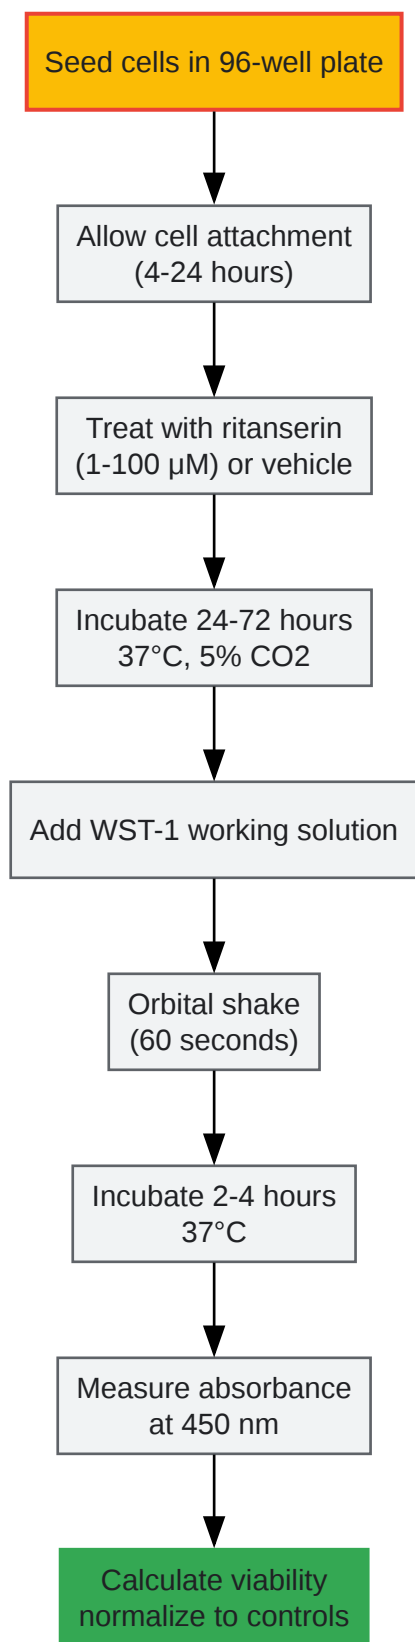 Seed cells in 96-well plate
Allow cell attachment
(4-24 hours)
Treat with ritanserin
(1-100 μM) or vehicle
Incubate 24-72 hours
37°C, 5% CO2
Add WST-1 working solution
Orbital shake
(60 seconds)
Incubate 2-4 hours
37°C
Measure absorbance
at 450 nm
Calculate viability
normalize to controls